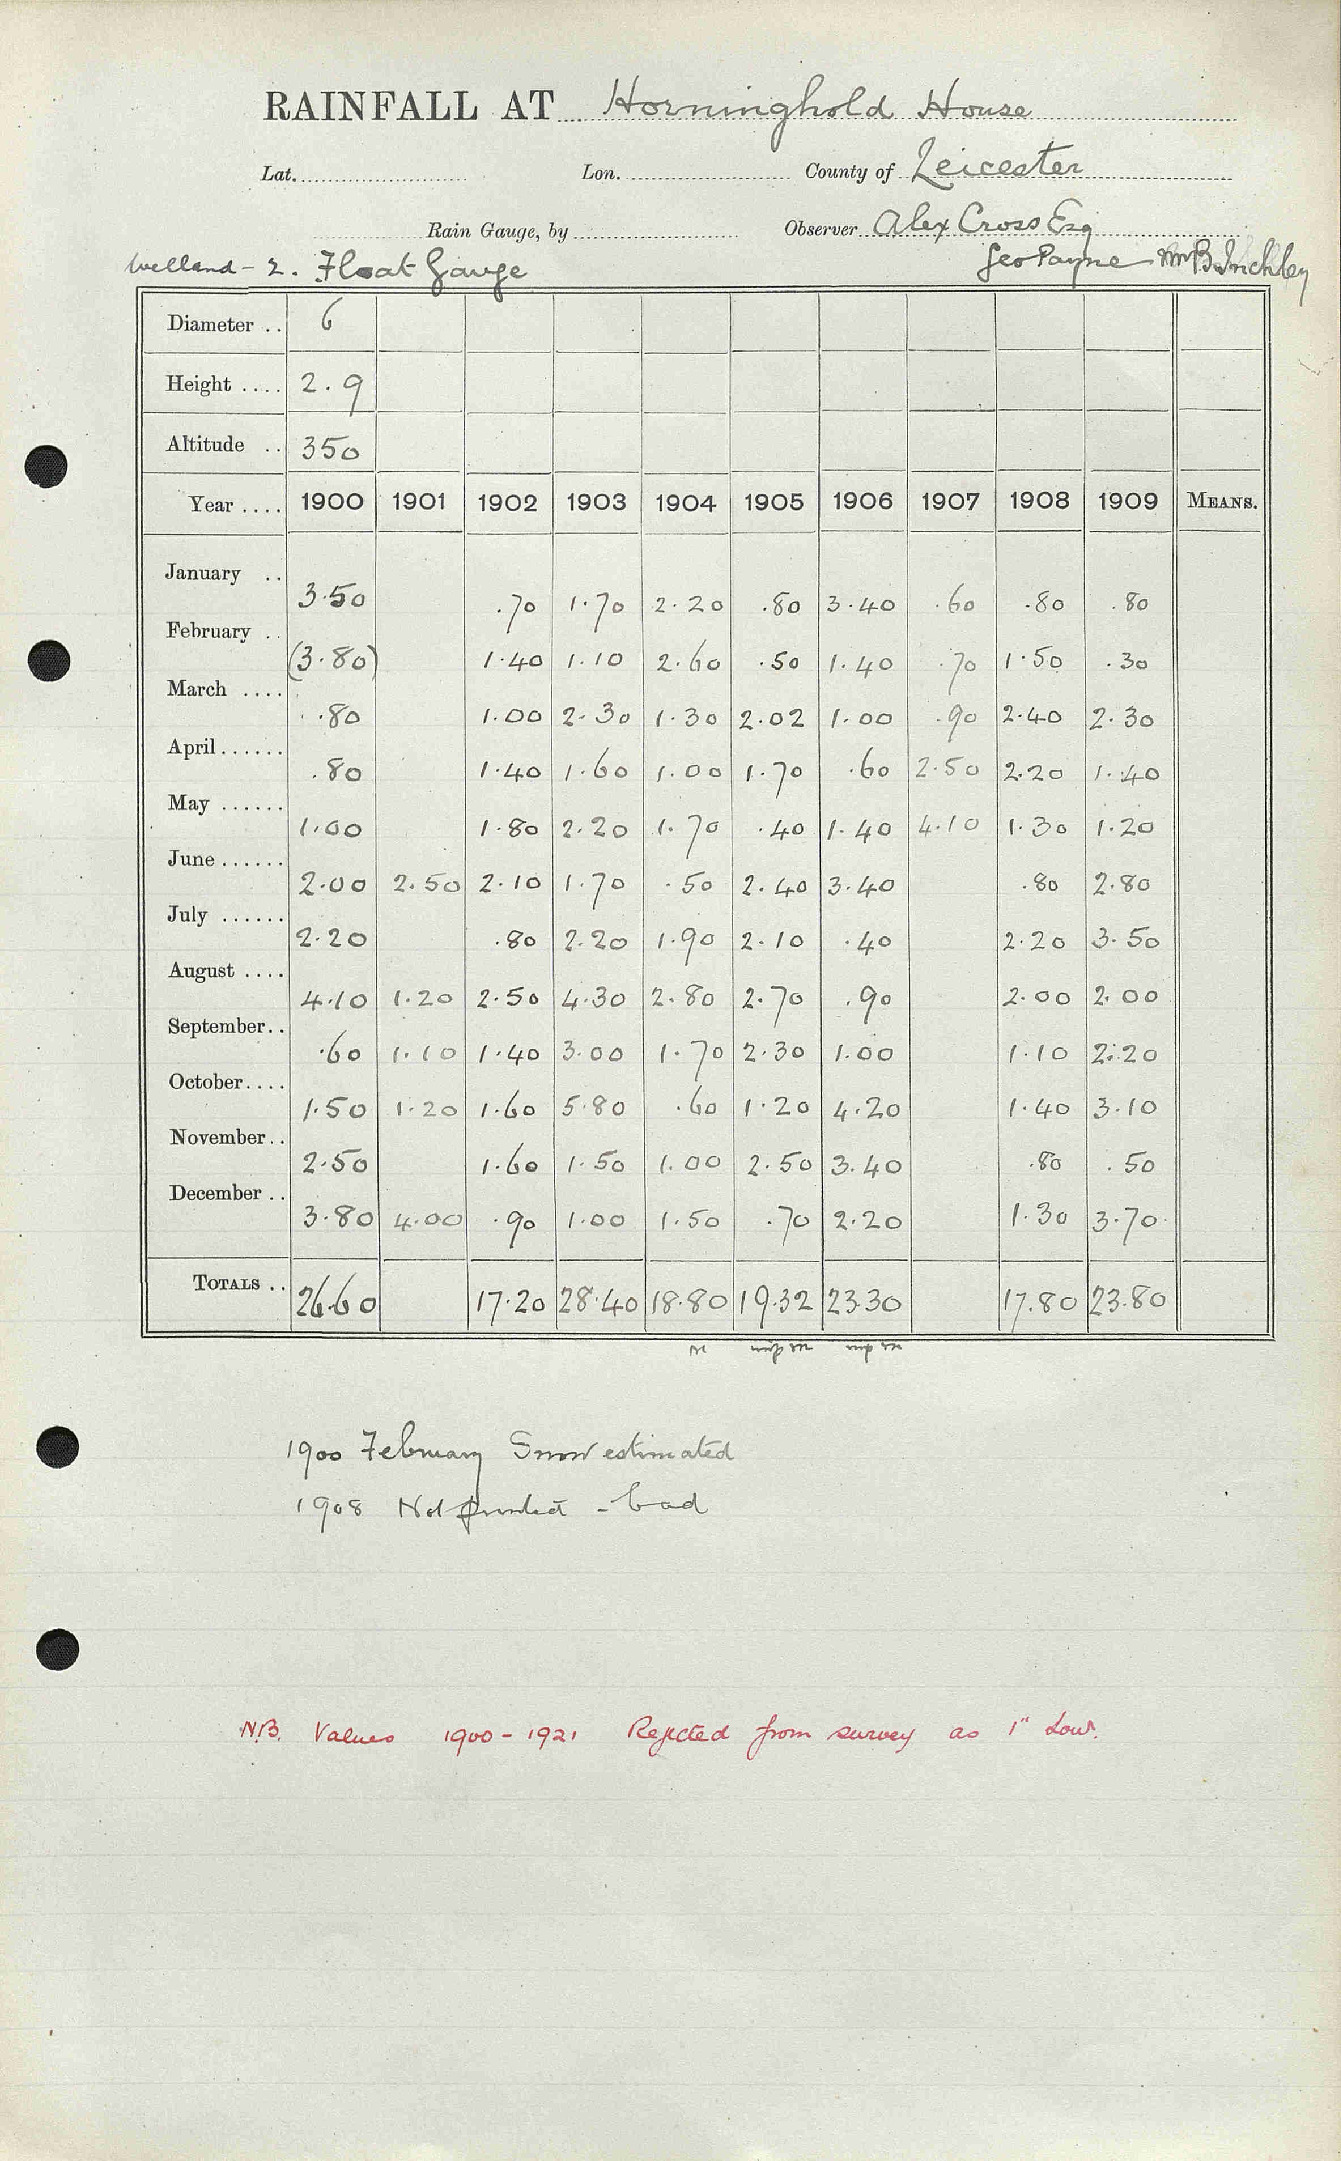 RAINFALL AT Horninghold House
Lat. Lon. County of Leicester
Rain Gauge, by Observer Alex Cross Esq
Welland - 2. Float Gauge Geo Payne Wm B. Inchley
Diameter .. 6
Height .... 2.9
Altitude .. 350
Year .... 1900 1901 1902 1903 1904 1905 1906 1907 1908 1909 MEANS.
January .. 3.50 .70 1.70 2.20 .80 3.40 .60 .80 .80
February .. (3.80) 1.40 1.10 2.60 .50 1.40 .70 1.50 .30
March .... .80 1.00 2.30 1.30 2.02 1.00 .90 2.40 2.30
April...... .80 1.40 1.60 1.00 1.70 .60 2.50 2.20 1.40
May ...... 1.00 1.80 2.20 1.70 .40 1.40 4.10 1.30 1.20
June...... 2.00 2.50 2.10 1.70 .50 2.40 3.40 .80 2.80
July ...... 2.20 .80 2.20 1.90 2.10 .40 2.20 3.50
August .... 4.10 1.20 2.50 4.30 2.80 2.70 .90 2.00 2.00
September.. .60 1.10 1.40 3.00 1.70 2.30 1.00 1.10 2.20
October.... 1.50 1.20 1.60 5.80 .60 1.20 4.20 1.40 3.10
November.. 2.50 1.60 1.50 1.00 2.50 3.40 .80 .50
December .. 3.80 4.00 .90 1.00 1.50 .70 2.20 1.30 3.70
TOTALS .. 26.60 17.20 28.40 18.80 19.32 23.30 17.80 23.80
1900 February Snow estimated
1908 Not printed - bad
N.B. Values 1900 - 1921 Rejected from survey as 1" Low.